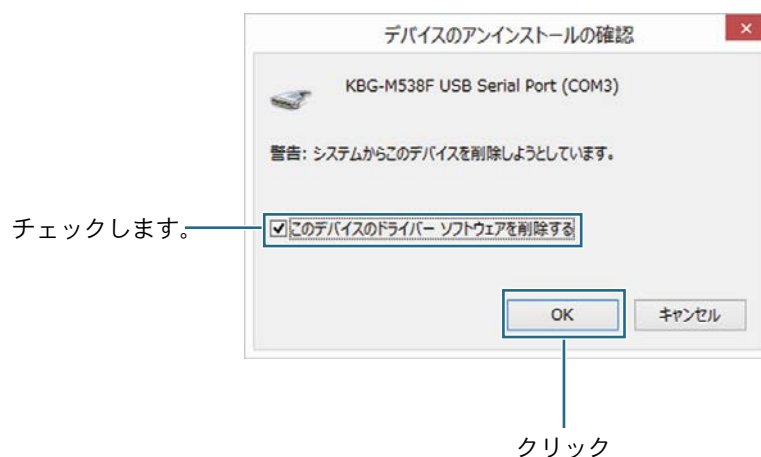 デバイスのアンインストールの確認
KBG-M538F USB Serial Port (COM3)
警告: システムからこのデバイスを削除しようとしています。
チェックします。
このデバイスのドライバー ソフトウェアを削除する
OK
キャンセル
クリック